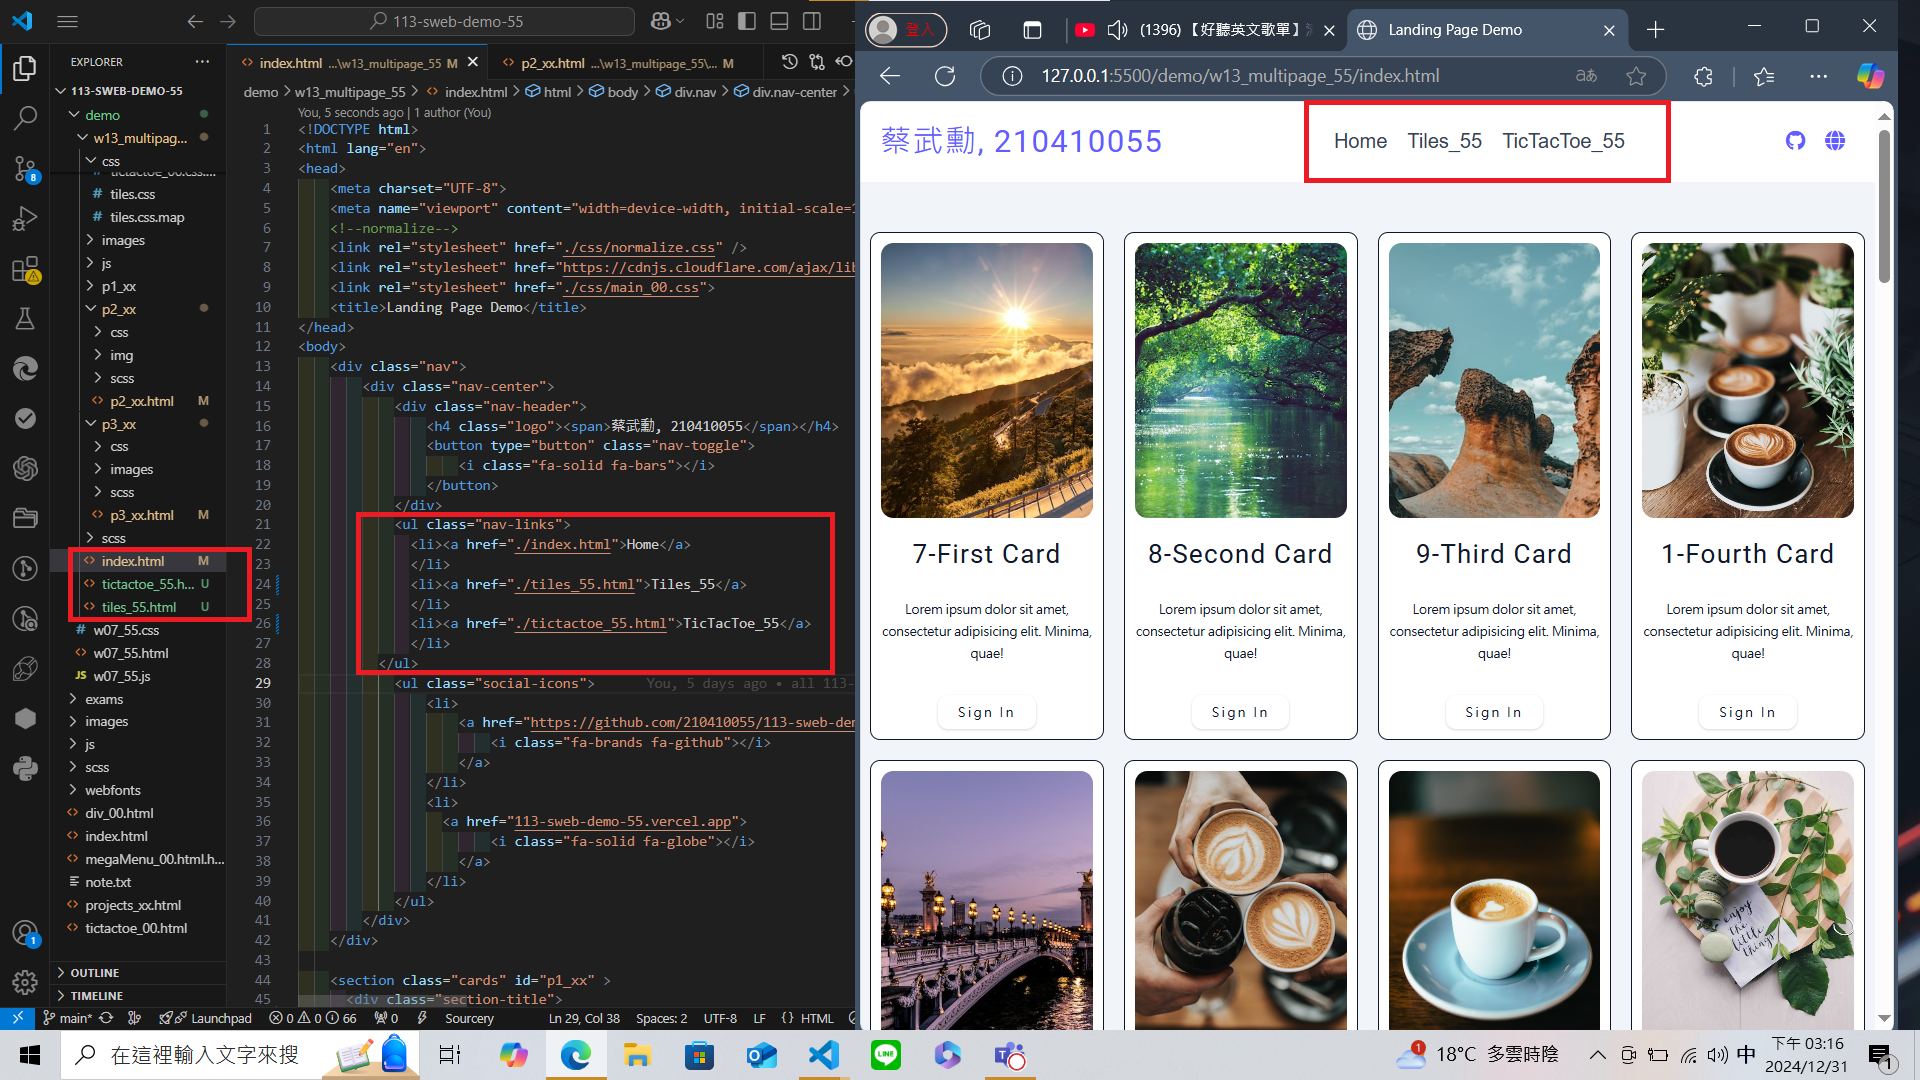 113-sweb-demo-55
EXPLORER
113-SWEB-DEMO-55
demo
w13_multipag...
css
tiles.css
tiles.css.map
images
js
p1_xx
p2_xx
css
img
scss
p2_xx.html M
p3_xx
css
images
scss
p3_xx.html M
scss
index.html M
tictactoe_55.h... U
tiles_55.html U
w07_55.css
w07_55.html
w07_55.js
exams
images
js
scss
webfonts
div_00.html
index.html
megaMenu_00.html.h...
note.txt
projects_xx.html
tictactoe_00.html
OUTLINE
TIMELINE
index.html ...\w13_multipage_55 M
p2_xx.html ...\w13_multipage_55\... M
demo > w13_multipage_55 > index.html > html > body > div.nav > div.nav-center >
You, 5 seconds ago | 1 author (You)
1 <!DOCTYPE html>
2 <html lang="en">
3 <head>
4 <meta charset="UTF-8">
5 <meta name="viewport" content="width=device-width, initial-scale=1
6 <!--normalize-->
7 <link rel="stylesheet" href="./css/normalize.css" />
8 <link rel="stylesheet" href="https://cdnjs.cloudflare.com/ajax/lib
9 <link rel="stylesheet" href="./css/main_00.css">
10 <title>Landing Page Demo</title>
11 </head>
12 <body>
13 <div class="nav">
14 <div class="nav-center">
15 <div class="nav-header">
16 <h4 class="logo"><span>蔡武勳, 210410055</span></h4>
17 <button type="button" class="nav-toggle">
18 <i class="fa-solid fa-bars"></i>
19 </button>
20 </div>
21 <ul class="nav-links">
22 <li><a href="./index.html">Home</a>
23 </li>
24 <li><a href="./tiles_55.html">Tiles_55</a>
25 </li>
26 <li><a href="./tictactoe_55.html">TicTacToe_55</a>
27 </li>
28 </ul>
29 <ul class="social-icons"> You, 5 days ago • all 113-
30 <li>
31 <a href="https://github.com/210410055/113-sweb-dem
32 <i class="fa-brands fa-github"></i>
33 </a>
34 </li>
35 <li>
36 <a href="113-sweb-demo-55.vercel.app">
37 <i class="fa-solid fa-globe"></i>
38 </a>
39 </li>
40 </ul>
41 </div>
42 </div>
43
44 <section class="cards" id="p1_xx" >
45 <div class="section-title">
main* 0 0 66 0 Launchpad Sourcery Ln 29, Col 38 Spaces: 2 UTF-8 LF HTML
登入
(1396)【好聽英文歌單】
Landing Page Demo
127.0.0.1:5500/demo/w13_multipage_55/index.html
蔡武勳, 210410055
Home Tiles_55 TicTacToe_55
7-First Card
Lorem ipsum dolor sit amet,
consectetur adipisicing elit. Minima,
quae!
Sign In
8-Second Card
Lorem ipsum dolor sit amet,
consectetur adipisicing elit. Minima,
quae!
Sign In
9-Third Card
Lorem ipsum dolor sit amet,
consectetur adipisicing elit. Minima,
quae!
Sign In
1-Fourth Card
Lorem ipsum dolor sit amet,
consectetur adipisicing elit. Minima,
quae!
Sign In
enjoy
the
little
things
在這裡輸入文字來搜
LINE
18°C 多雲時陰
中
下午 03:16
2024/12/31